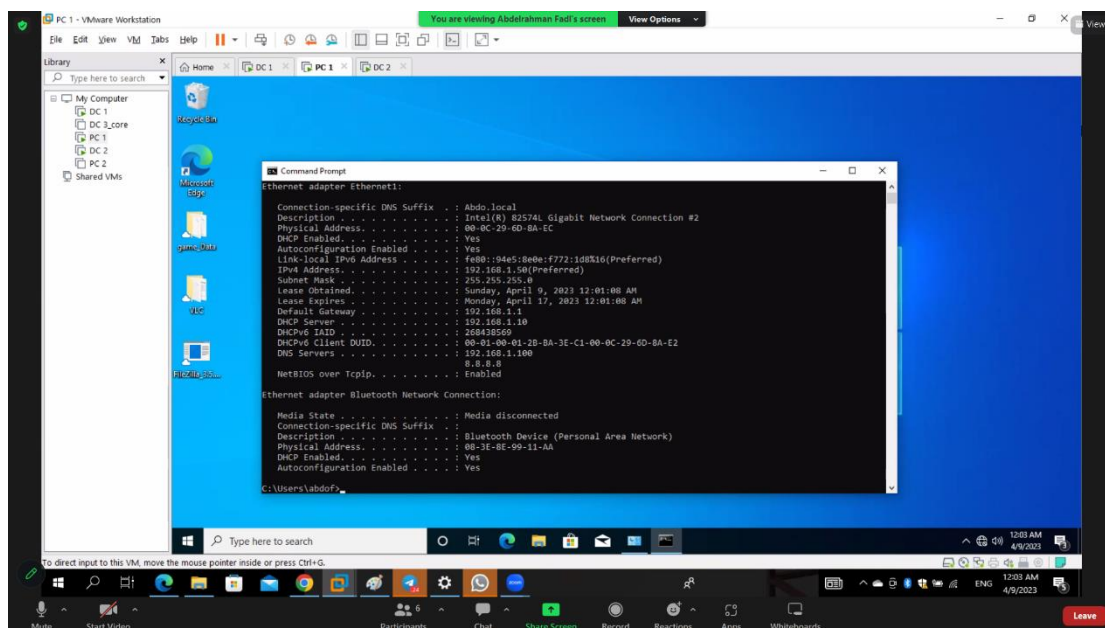 PC 1 - VMware Workstation
You are viewing Abdelrahman Fadl's screen
View Options
View
File Edit View VM Tabs Help
Library
Type here to search
Home
DC 1
PC 1
DC 2
My Computer
DC 1
DC 3_core
PC 1
DC 2
PC 2
Shared VMs
Recycle Bin
Microsoft Edge
game_Data
VLC
Command Prompt
Ethernet adapter Ethernet1:
Connection-specific DNS Suffix . : Abdo.local
Description . . . . . . . . . . . : Intel(R) 82574L Gigabit Network Connection #2
Physical Address. . . . . . . . . : 00-0C-29-6D-8A-EC
DHCP Enabled. . . . . . . . . . . : Yes
Autoconfiguration Enabled . . . . : Yes
Link-local IPv6 Address . . . . . : fe80::94e5:8e0e:f772:1d8%16(Preferred)
IPv4 Address. . . . . . . . . . . : 192.168.1.50(Preferred)
Subnet Mask . . . . . . . . . . . : 255.255.255.0
Lease Obtained. . . . . . . . . . : Sunday, April 9, 2023 12:01:08 AM
Lease Expires . . . . . . . . . . : Monday, April 17, 2023 12:01:08 AM
Default Gateway . . . . . . . . . : 192.168.1.1
DHCP Server . . . . . . . . . . . : 192.168.1.10
DHCPv6 IAID . . . . . . . . . . . : 268438569
DHCPv6 Client DUID. . . . . . . . : 00-01-00-01-2B-BA-3E-C1-00-0C-29-6D-8A-E2
DNS Servers . . . . . . . . . . . : 192.168.1.100
8.8.8.8
NetBIOS over Tcpip. . . . . . . . : Enabled
Ethernet adapter Bluetooth Network Connection:
Media State . . . . . . . . . . . : Media disconnected
Connection-specific DNS Suffix . :
Description . . . . . . . . . . . : Bluetooth Device (Personal Area Network)
Physical Address. . . . . . . . . : 08-3E-8E-99-11-AA
DHCP Enabled. . . . . . . . . . . : Yes
Autoconfiguration Enabled . . . . : Yes
C:\Users\abdof>
Type here to search
12:03 AM
4/9/2023
To direct input to this VM, move the mouse pointer inside or press Ctrl+G.
ENG
12:03 AM
4/9/2023
6
Mute
Start Video
Participants
Chat
Share Screen
Record
Reactions
Apps
Whiteboards
Leave